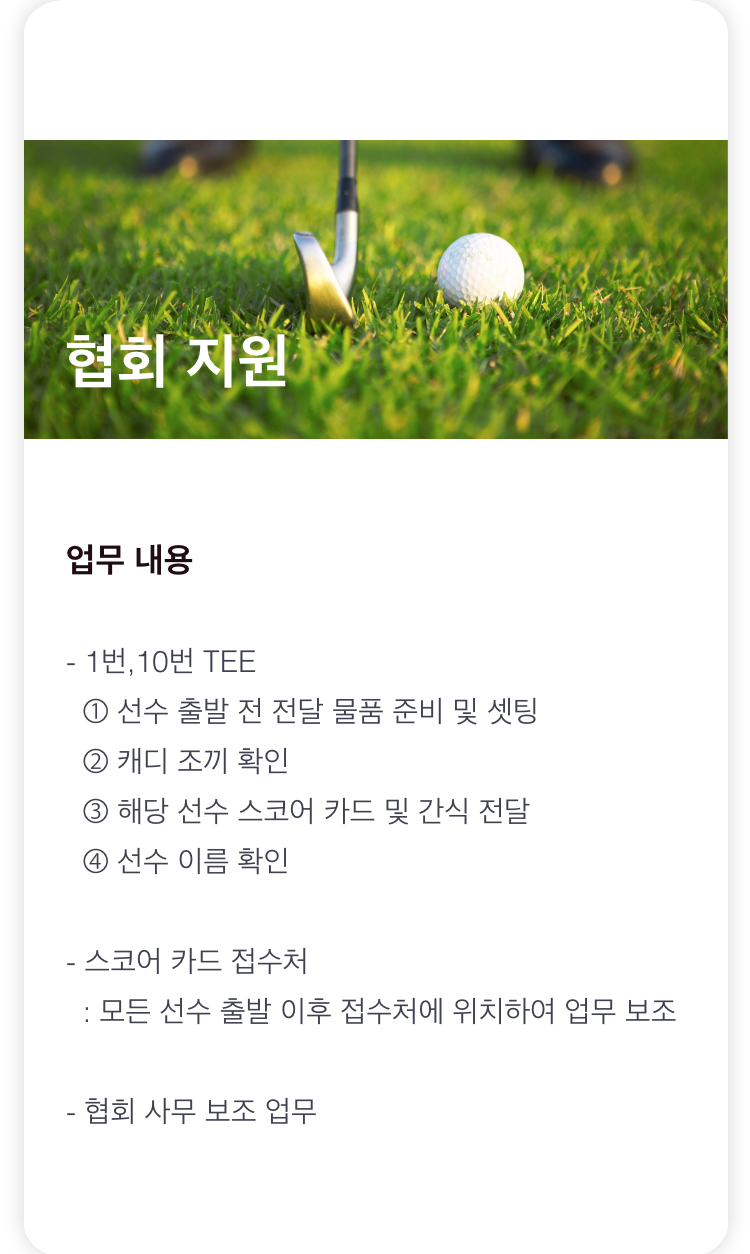 협회 지원
업무 내용
- 1번,10번 TEE
① 선수 출발 전 전달 물품 준비 및 셋팅
② 캐디 조끼 확인
③ 해당 선수 스코어 카드 및 간식 전달
④ 선수 이름 확인
- 스코어 카드 접수처
: 모든 선수 출발 이후 접수처에 위치하여 업무 보조
- 협회 사무 보조 업무